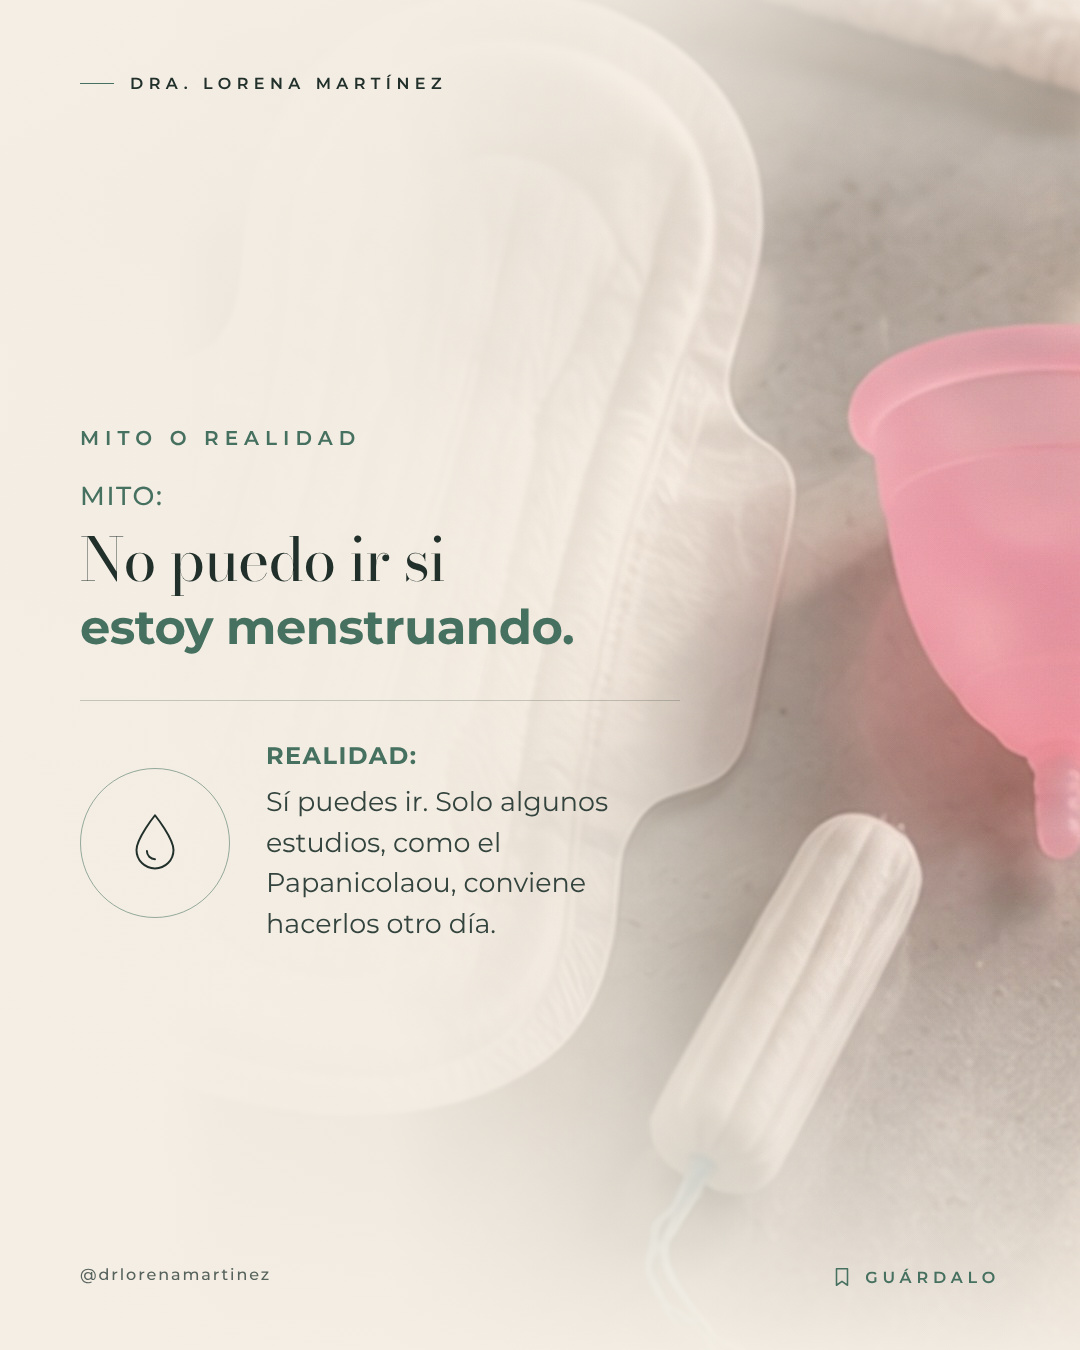 DRA. LORENA MARTÍNEZ
MITO O REALIDAD
MITO:
No puedo ir si
estoy menstruando.
REALIDAD:
Sí puedes ir. Solo algunos
estudios, como el
Papanicolaou, conviene
hacerlos otro día.
@drlorenamartinez
GUÁRDALO